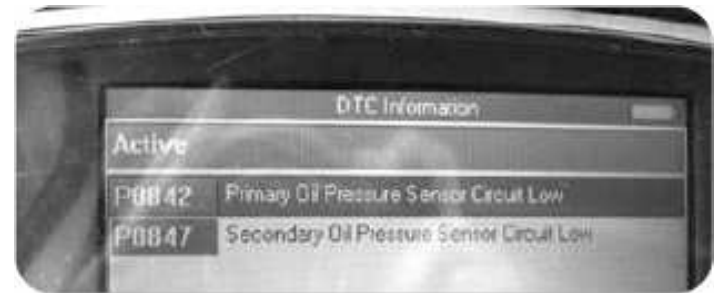 DTC Information
Active
P0842 Primary Oil Pressure Sensor Circuit Low
P0847 Secondary Oil Pressure Sensor Circuit Low